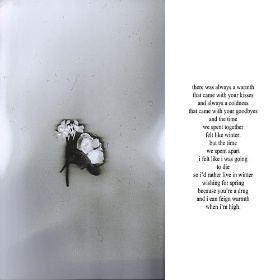 there was always a warmth
that came with your kisses
and always a coldness
that came with your goodbyes
and the time
we spent together
felt like winter.
but the time
we spent apart
i felt like i was going
to die
so i'd rather live in winter
wishing for spring
because you're a drug
and i can feign warmth
when i'm high.